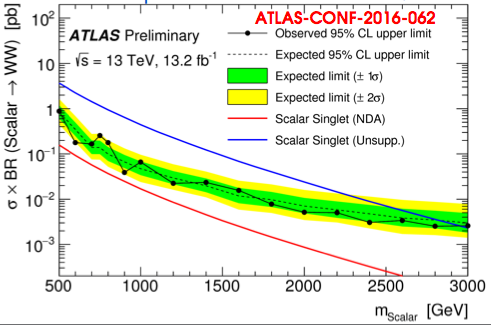 ATLAS-CONF-2016-062
ATLAS Preliminary
√s = 13 TeV, 13.2 fb⁻¹
Observed 95% CL upper limit
Expected 95% CL upper limit
Expected limit (± 1σ)
Expected limit (± 2σ)
Scalar Singlet (NDA)
Scalar Singlet (Unsupp.)
σ × BR (Scalar → WW) [pb]
10²
10
1
10⁻¹
10⁻²
10⁻³
500 1000 1500 2000 2500 3000
m_Scalar [GeV]